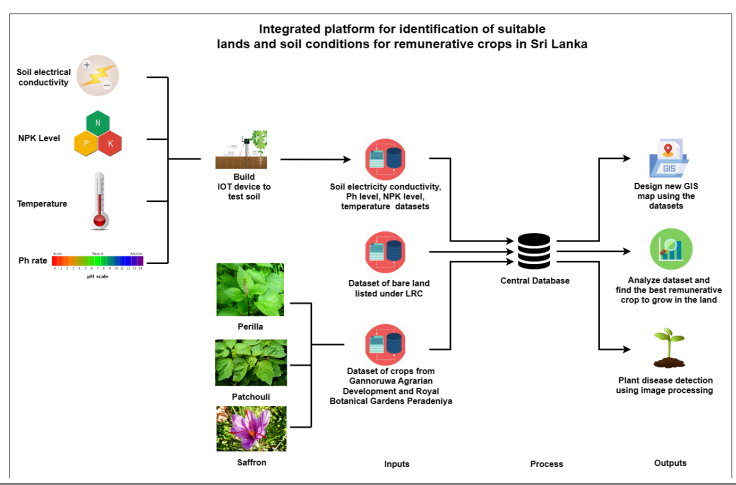 Integrated platform for identification of suitable
lands and soil conditions for remunerative crops in Sri Lanka
Soil electrical
conductivity
+
−
NPK Level
N
P
K
Temperature
Ph rate
Acidic
Neutral
Alkaline
0 1 2 3 4 5 6 7 8 9 10 11 12 13 14
pH scale
Build
IOT device to
test soil
Perilla
Patchouli
Saffron
Soil electricity conductivity,
Ph level, NPK level,
temperature datasets
Dataset of bare land
listed under LRC
Dataset of crops from
Gannoruwa Agrarian
Development and Royal
Botanical Gardens Peradeniya
Central Database
GIS
Design new GIS
map using the
datasets
Analyze dataset and
find the best remunerative
crop to grow in the land
Plant disease detection
using image processing
Inputs
Process
Outputs